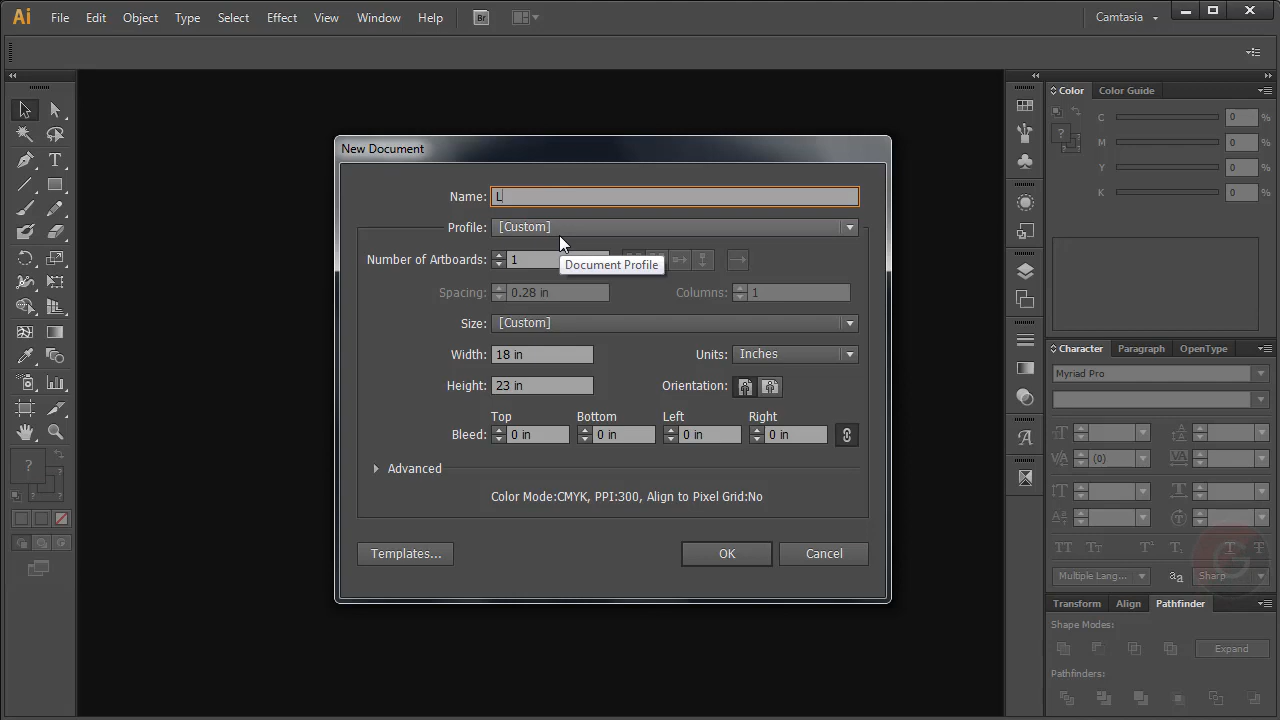 Ai File Edit Object Type Select Effect View Window Help Br Camtasia
New Document
Name: L
Profile: [Custom]
Number of Artboards: 1
Document Profile
Spacing: 0.28 in Columns: 1
Size: [Custom]
Width: 18 in Units: Inches
Height: 23 in Orientation:
Top Bottom Left Right
Bleed: 0 in 0 in 0 in 0 in
Advanced
Color Mode:CMYK, PPI:300, Align to Pixel Grid:No
Templates... OK Cancel
Color Color Guide
C 0 %
M 0 %
Y 0 %
K 0 %
Character Paragraph OpenType
Myriad Pro
(0)
Multiple Lang... Sharp
Transform Align Pathfinder
Shape Modes:
Expand
Pathfinders: